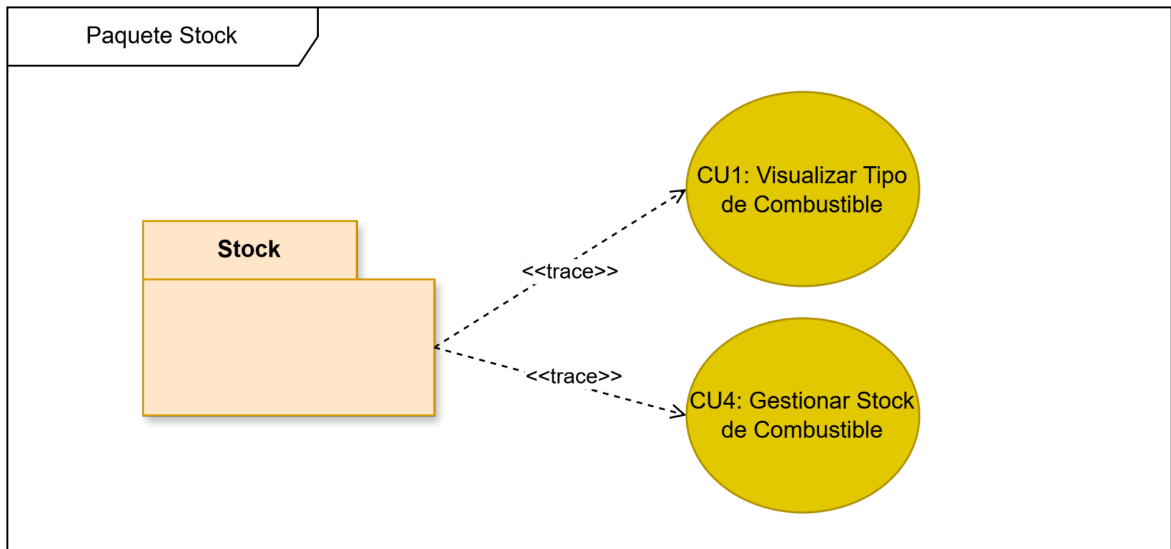 Paquete Stock
CU1: Visualizar Tipo
de Combustible
Stock
<<trace>>
<<trace>>
CU4: Gestionar Stock
de Combustible